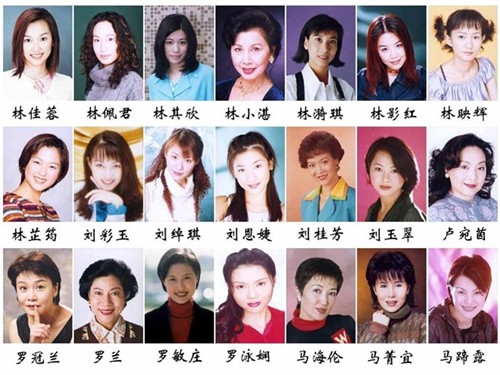 林佳蓉 林佩君 林其欣 林小湛 林漪琪 林影红 林映辉
林芷筠 刘彩玉 刘绰琪 刘恩婕 刘桂芳 刘玉翠 卢宛茵
罗冠兰 罗兰 罗敏庄 罗泳娴 马海伦 马菁宜 马蹄露